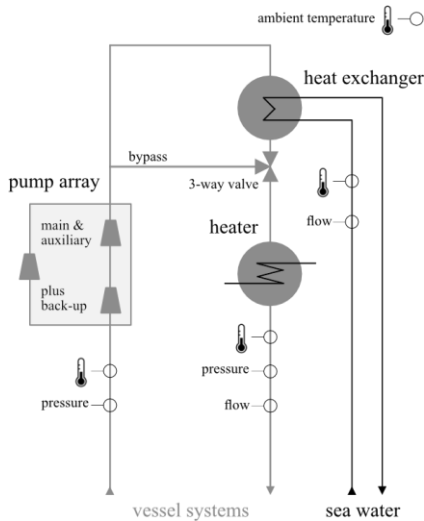 ambient temperature
heat exchanger
bypass
3-way valve
pump array
main &
auxiliary
plus
back-up
heater
flow
pressure
pressure
flow
vessel systems
sea water